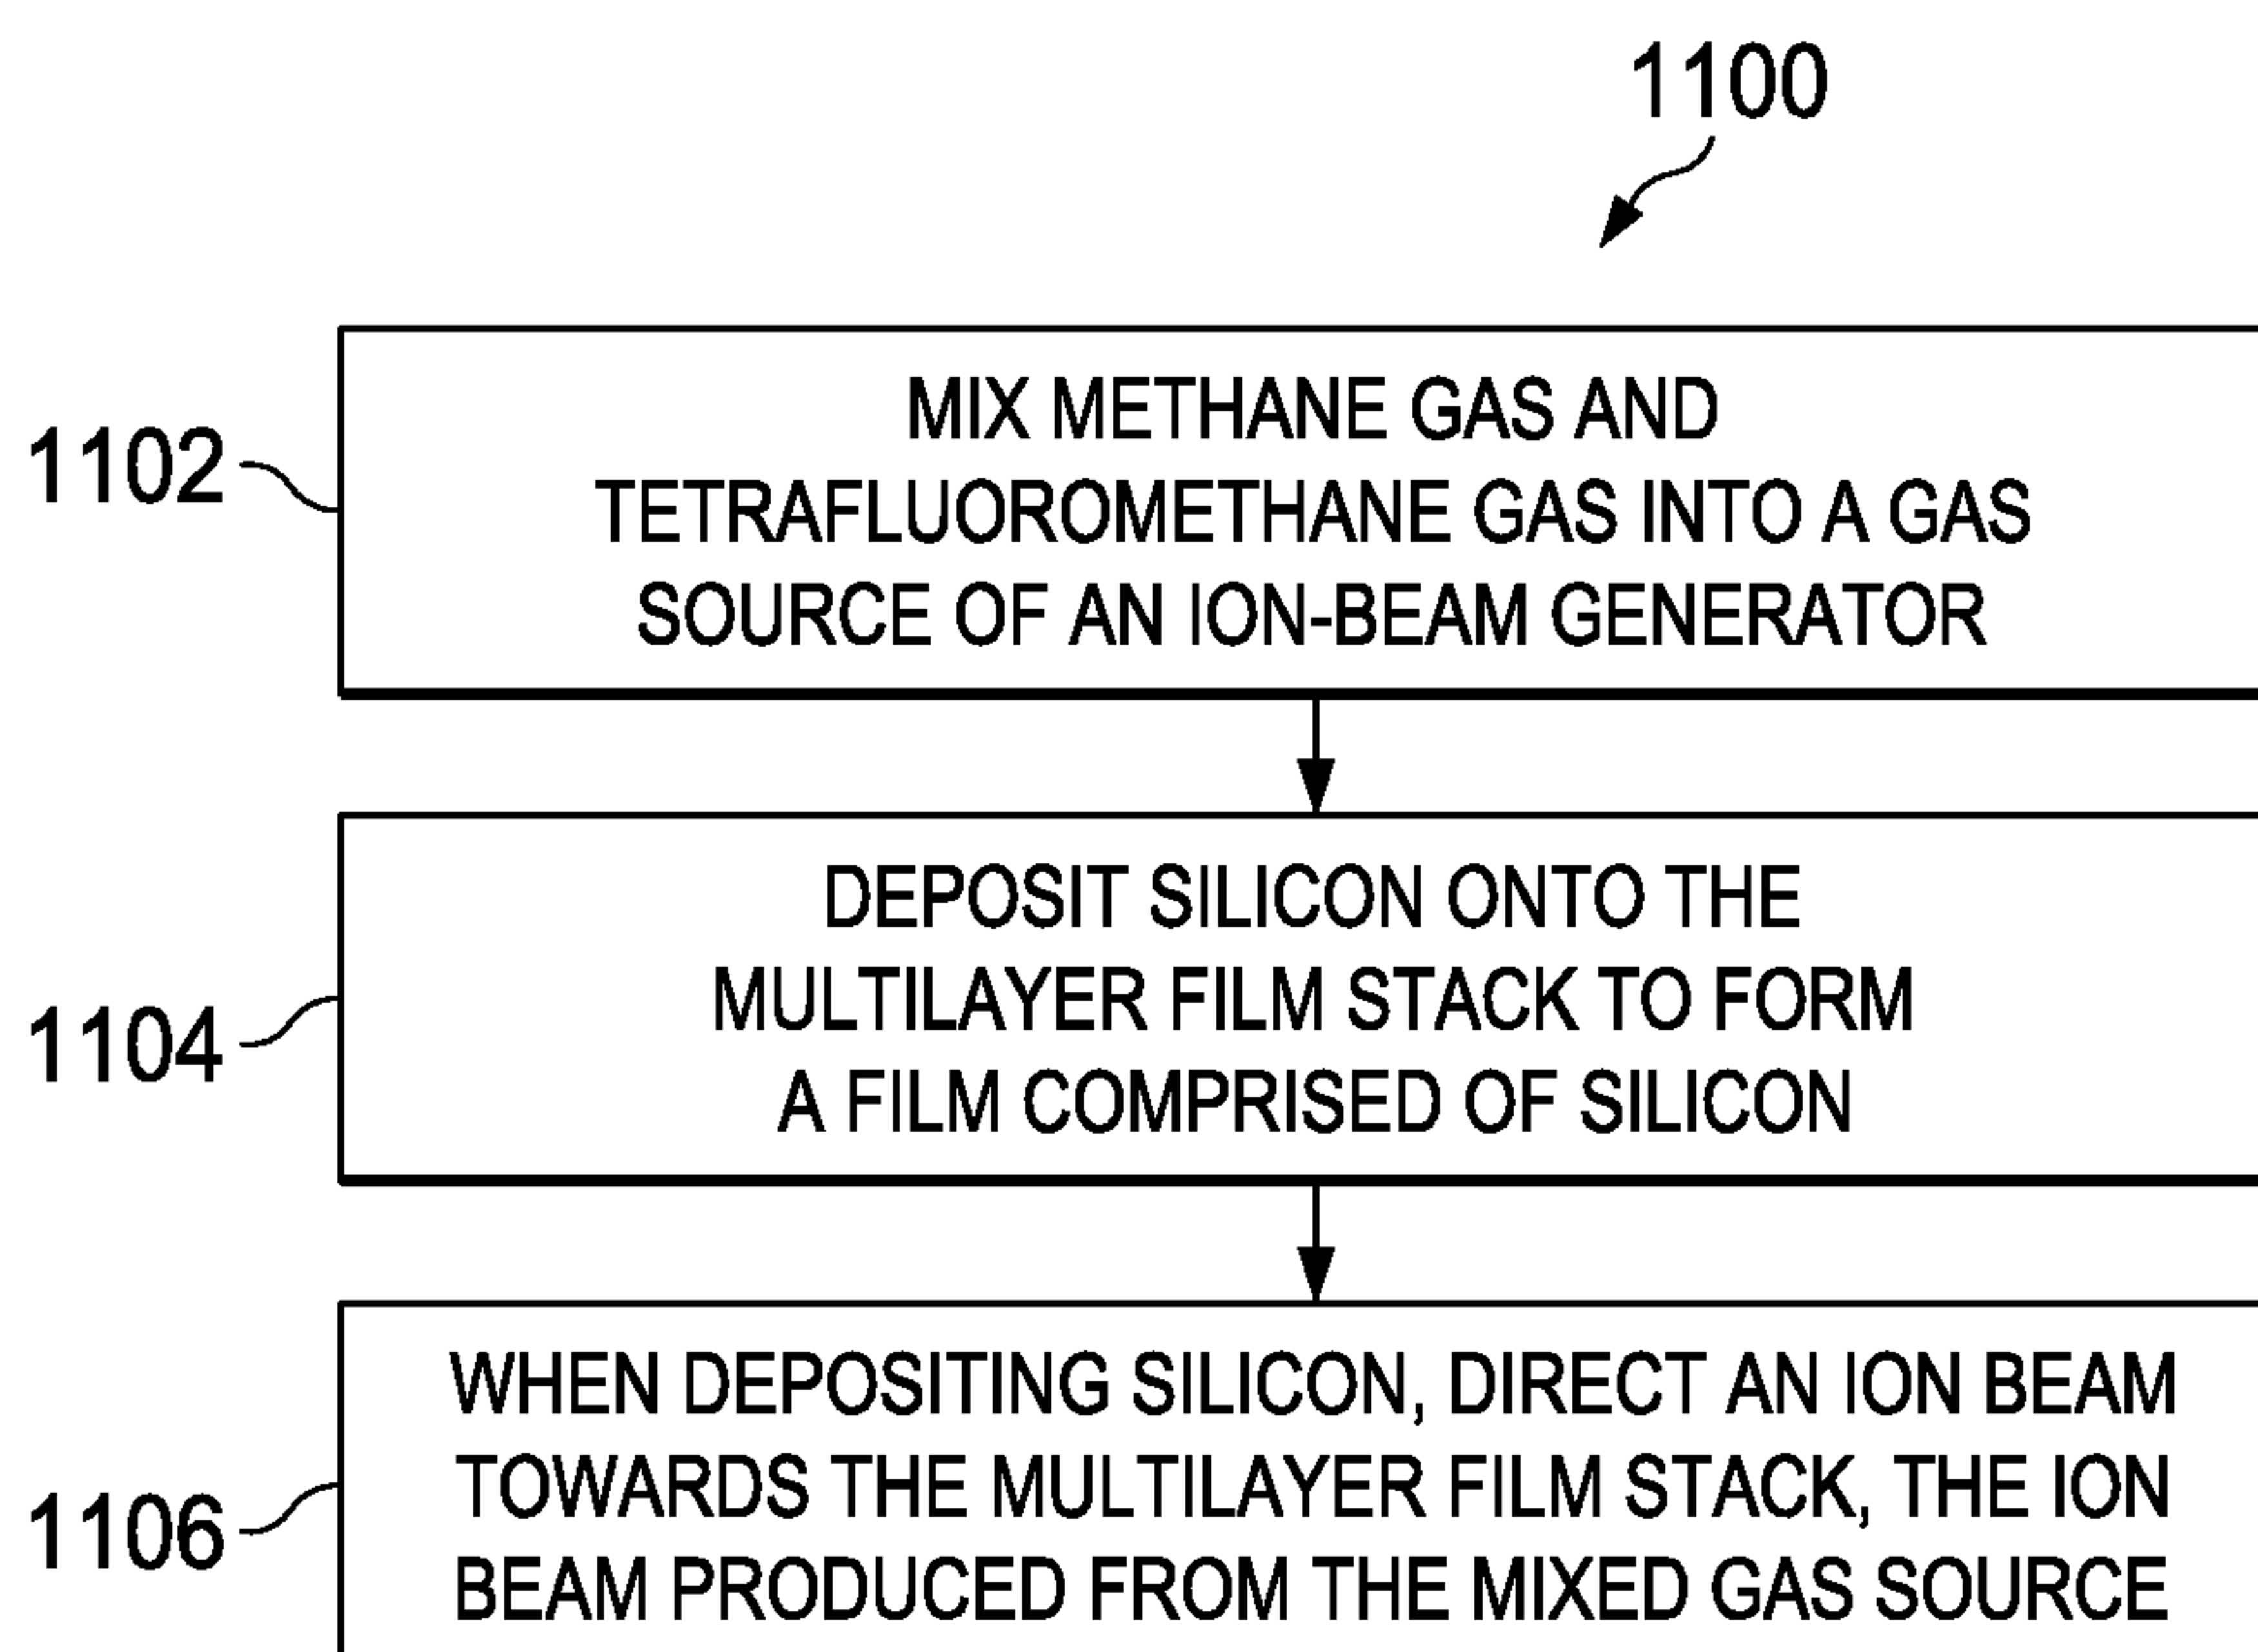 1100
1102
MIX METHANE GAS AND
TETRAFLUOROMETHANE GAS INTO A GAS
SOURCE OF AN ION-BEAM GENERATOR
1104
DEPOSIT SILICON ONTO THE
MULTILAYER FILM STACK TO FORM
A FILM COMPRISED OF SILICON
1106
WHEN DEPOSITING SILICON, DIRECT AN ION BEAM
TOWARDS THE MULTILAYER FILM STACK, THE ION
BEAM PRODUCED FROM THE MIXED GAS SOURCE